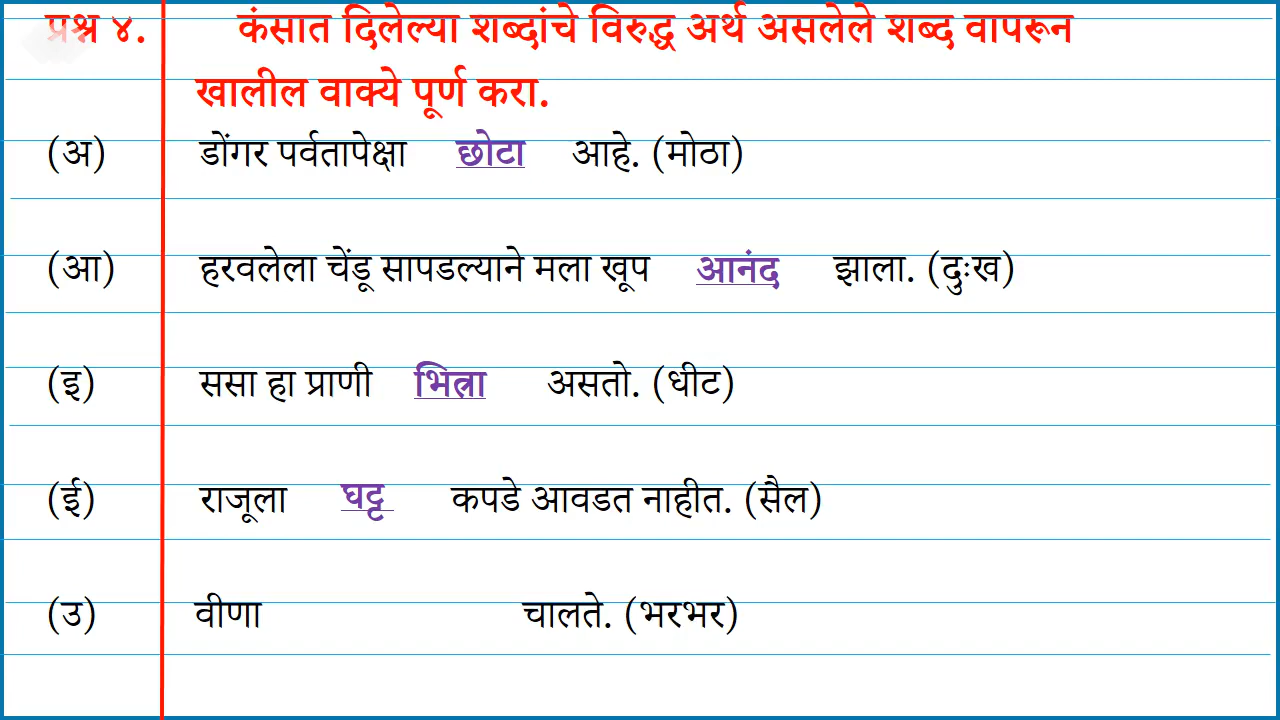 प्रश्न ४. कंसात दिलेल्या शब्दांचे विरुद्ध अर्थ असलेले शब्द वापरून
खालील वाक्ये पूर्ण करा.
(अ) डोंगर पर्वतापेक्षा छोटा आहे. (मोठा)
(आ) हरवलेला चेंडू सापडल्याने मला खूप आनंद झाला. (दुःख)
(इ) ससा हा प्राणी भित्रा असतो. (धीट)
(ई) राजूला घट्ट कपडे आवडत नाहीत. (सैल)
(उ) वीणा चालते. (भरभर)